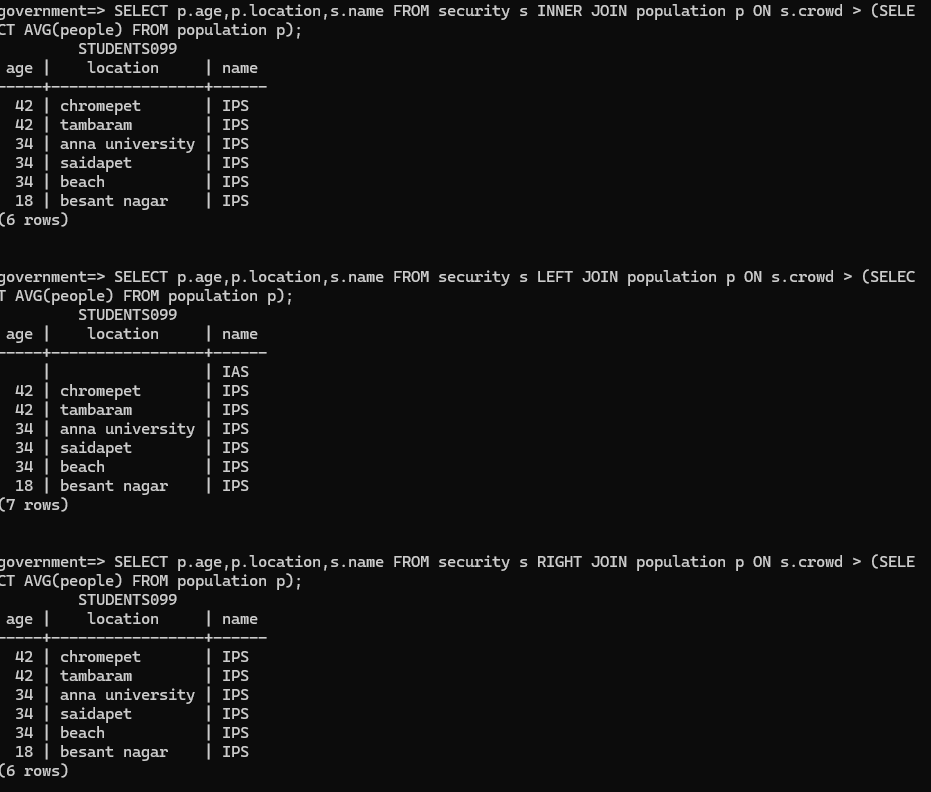 government=> SELECT p.age,p.location,s.name FROM security s INNER JOIN population p ON s.crowd > (SELE
CT AVG(people) FROM population p);
STUDENTS099
age | location | name
-----+-----------------+------
42 | chromepet | IPS
42 | tambaram | IPS
34 | anna university | IPS
34 | saidapet | IPS
34 | beach | IPS
18 | besant nagar | IPS
(6 rows)
government=> SELECT p.age,p.location,s.name FROM security s LEFT JOIN population p ON s.crowd > (SELEC
T AVG(people) FROM population p);
STUDENTS099
age | location | name
-----+-----------------+------
| | IAS
42 | chromepet | IPS
42 | tambaram | IPS
34 | anna university | IPS
34 | saidapet | IPS
34 | beach | IPS
18 | besant nagar | IPS
(7 rows)
government=> SELECT p.age,p.location,s.name FROM security s RIGHT JOIN population p ON s.crowd > (SELE
CT AVG(people) FROM population p);
STUDENTS099
age | location | name
-----+-----------------+------
42 | chromepet | IPS
42 | tambaram | IPS
34 | anna university | IPS
34 | saidapet | IPS
34 | beach | IPS
18 | besant nagar | IPS
(6 rows)